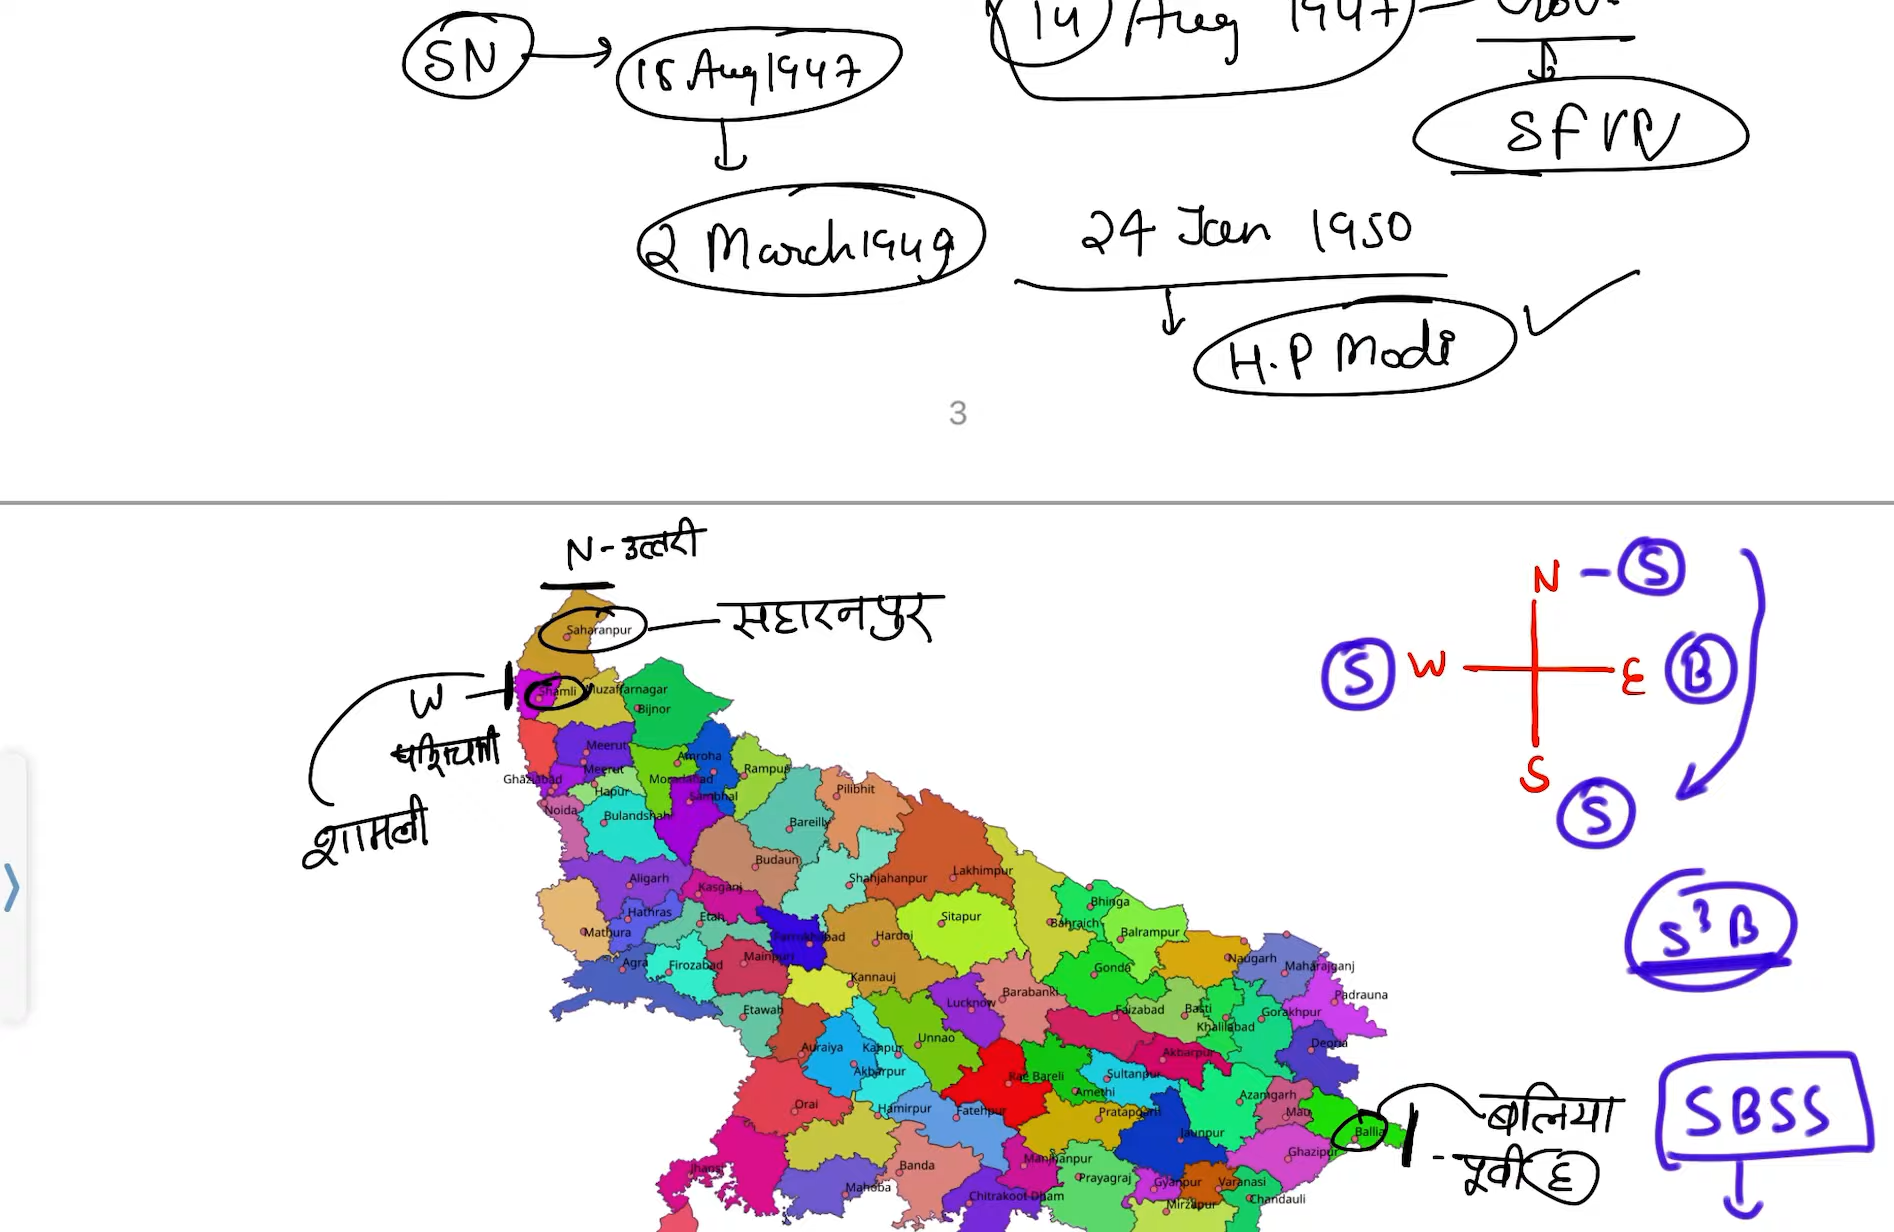 14 Aug 1947
SN → 15 Aug 1947
SFVN
2 March 1949
24 Jan 1950
H.P Modi
3
N-उत्तरी
N - S
सहारनपुर
Saharanpur
S W E B
W
Shamli
Muzaffarnagar
Bijnor
पश्चिमी
Meerut
Amroha
Meerut
Rampur
Ghaziabad
Moradabad
S
Hapur
Sambhal
Pilibhit
Noida
Bulandshahr
Bareilly
S
शामली
Budaun
Lakhimpur
Aligarh
Shahjahanpur
Kasganj
Bhinga
S³B
Hathras
Etah
Sitapur
Bahraich
Mathura
Farrukhabad
Hardoi
Balrampur
Agra
Firozabad
Mainpuri
Kannauj
Gonda
Naugarh
Maharajganj
Lucknow
Barabanki
Padrauna
Etawah
Faizabad
Basti
Gorakhpur
Khalilabad
Unnao
Auraiya
Kanpur
Deoria
Akbarpur
Akbarpur
Rae Bareli
Sultanpur
Amethi
Azamgarh
बलिया
SBSS
Orai
Hamirpur
Fatehpur
Pratapgarh
Mau
Jaunpur
Ballia
Ghazipur
- पूर्वी E
Jhansi
Banda
Manjhanpur
Prayagraj
Mahoba
Chitrakoot Dham
Gyanpur
Varanasi
Mirzapur
Chandauli